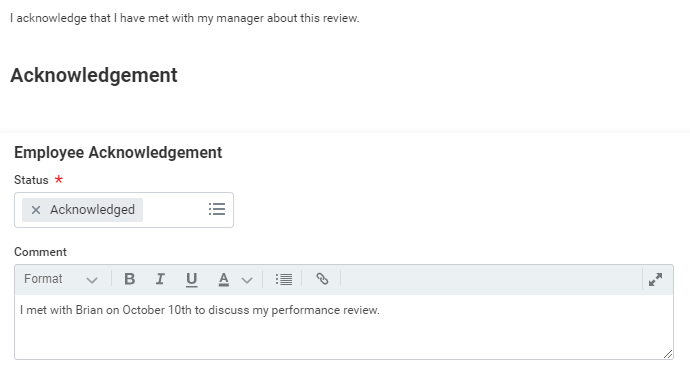 I acknowledge that I have met with my manager about this review.
Acknowledgement
Employee Acknowledgement
Status *
× Acknowledged
Comment
Format B I U A
I met with Brian on October 10th to discuss my performance review.